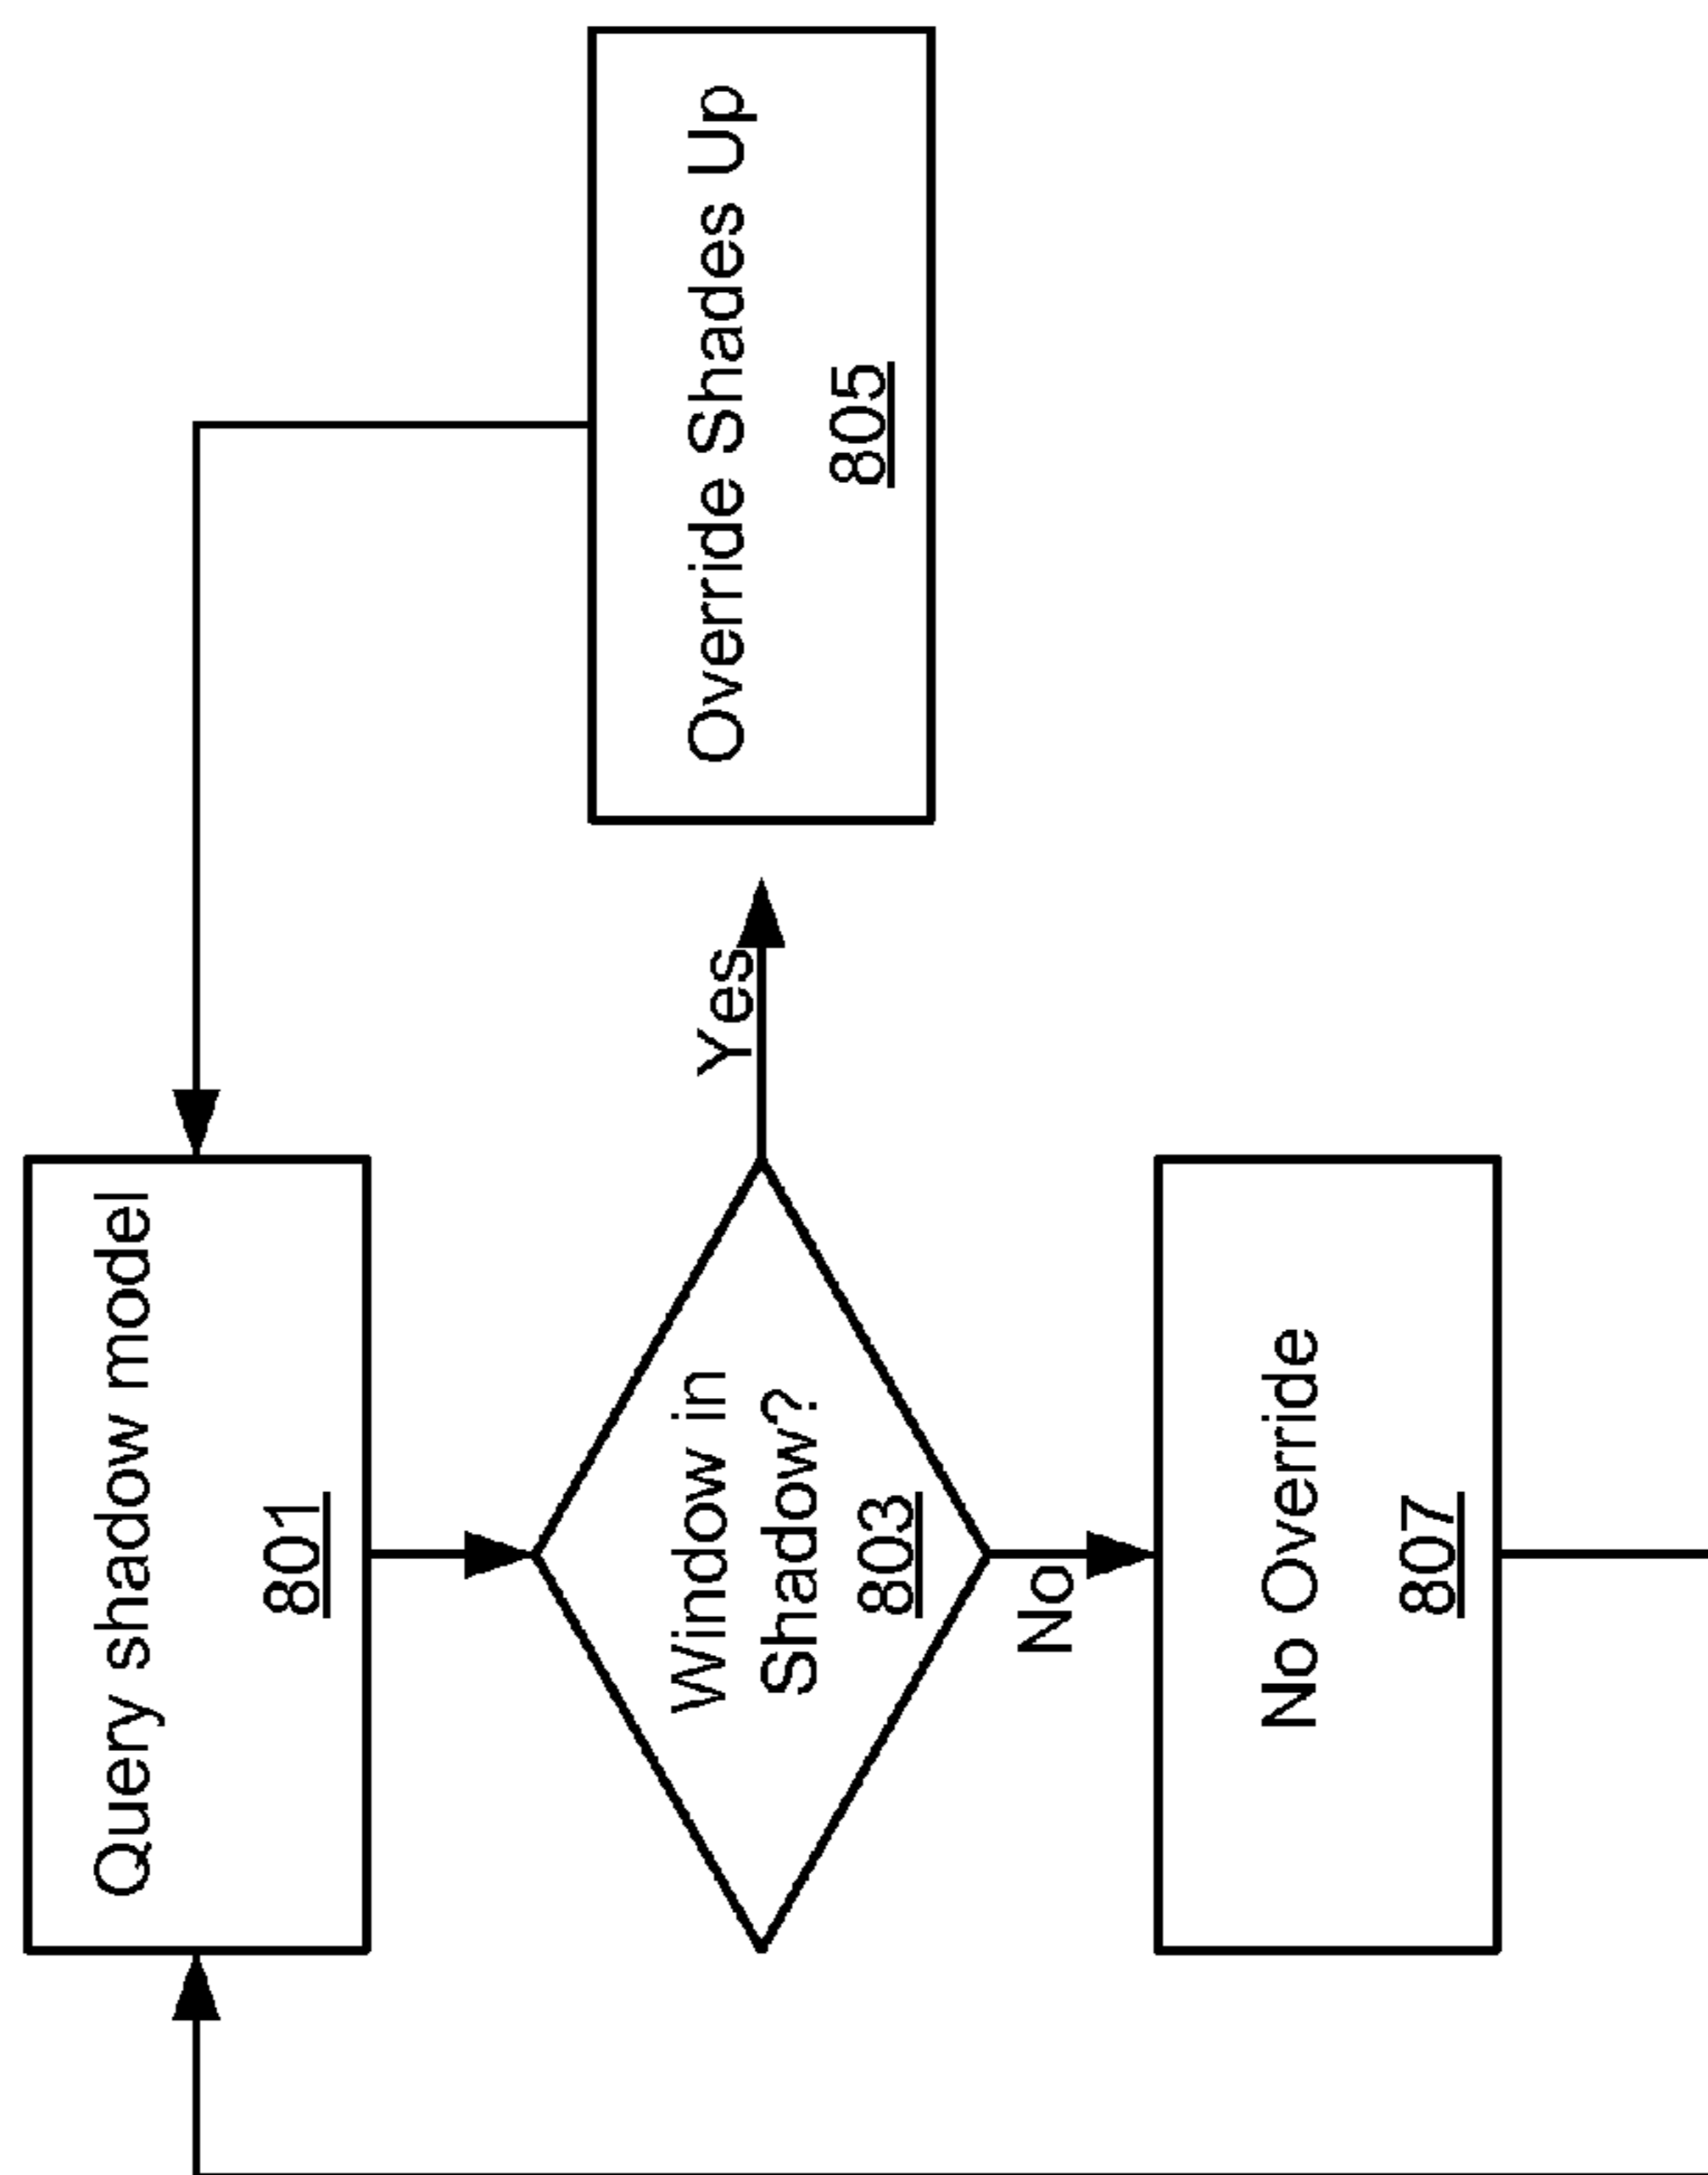 Query shadow model
801
Window in
Shadow?
803
Yes
Override Shades Up
805
No
No Override
807